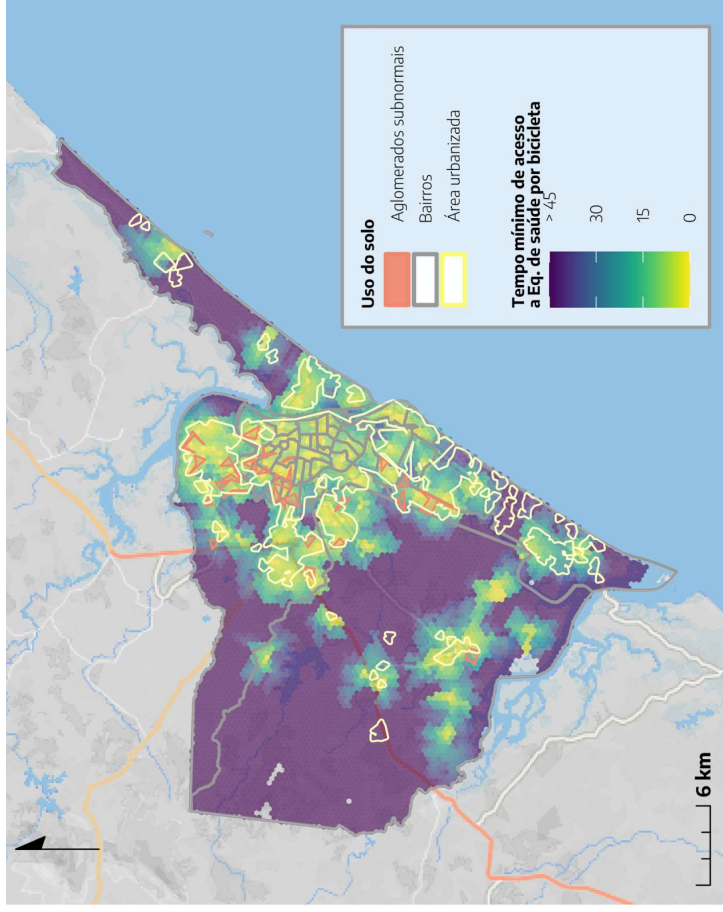 Uso do solo
Aglomerados subnormais
Bairros
Área urbanizada
Tempo mínimo de acesso
a Eq. de saúde por bicicleta
> 45
30
15
0
6 km